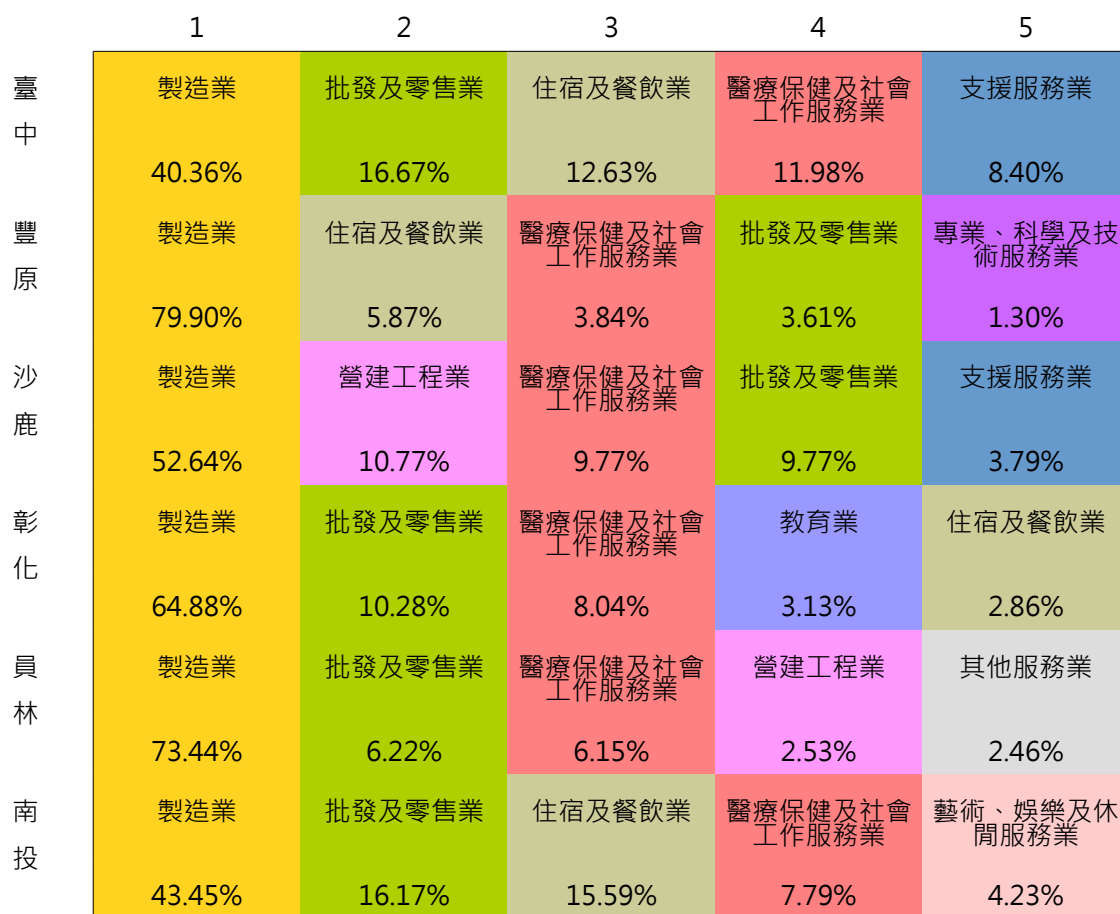 1 2 3 4 5
臺中 製造業 批發及零售業 住宿及餐飲業 醫療保健及社會工作服務業 支援服務業
40.36% 16.67% 12.63% 11.98% 8.40%
豐原 製造業 住宿及餐飲業 醫療保健及社會工作服務業 批發及零售業 專業、科學及技術服務業
79.90% 5.87% 3.84% 3.61% 1.30%
沙鹿 製造業 營建工程業 醫療保健及社會工作服務業 批發及零售業 支援服務業
52.64% 10.77% 9.77% 9.77% 3.79%
彰化 製造業 批發及零售業 醫療保健及社會工作服務業 教育業 住宿及餐飲業
64.88% 10.28% 8.04% 3.13% 2.86%
員林 製造業 批發及零售業 醫療保健及社會工作服務業 營建工程業 其他服務業
73.44% 6.22% 6.15% 2.53% 2.46%
南投 製造業 批發及零售業 住宿及餐飲業 醫療保健及社會工作服務業 藝術、娛樂及休閒服務業
43.45% 16.17% 15.59% 7.79% 4.23%